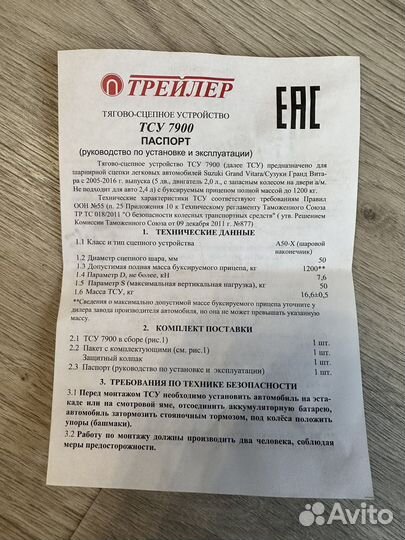 ТРЕЙЛЕР
EAC
ТЯГОВО-СЦЕПНОЕ УСТРОЙСТВО
ТСУ 7900
ПАСПОРТ
(руководство по установке и эксплуатации)
Тягово-сцепное устройство ТСУ 7900 (далее ТСУ) предназначено для
шарнирной сцепки легковых автомобилей Suzuki Grand Vitara/Сузуки Гранд Вита-
ра с 2005-2016 г. выпуска (5 дв., двигатель 2,0 л., с запасным колесом на двери а/м.
Не подходит для авто 2,4 л) с буксируемым прицепом полной массой до 1200 кг.
Технические характеристики ТСУ соответствуют требованиям Правил
ООН №55 (п. 25 Приложения 10 к Техническому регламенту Таможенного Союза
ТР ТС 018/2011 "О безопасности колесных транспортных средств" ( утв. Решением
Комиссии Таможенного Союза от 09 декабря 2011 г. №877)
1. ТЕХНИЧЕСКИЕ ДАННЫЕ
1.1 Класс и тип сцепного устройства А50-Х (шаровой
наконечник)
1.2 Диаметр сцепного шара, мм 50
1.3 Допустимая полная масса буксируемого прицепа, кг 1200**
1.4 Параметр D, не более, кН 7,6
1.5 Параметр S (максимальная вертикальная нагрузка), кг 50
1.6 Масса ТСУ, кг 16,6±0,5
**Сведения о максимально допустимой массе буксируемого прицепа уточните у
дилера завода производителя автомобиля, но она не может превышать указанную
массу.
2. КОМПЛЕКТ ПОСТАВКИ
2.1 ТСУ 7900 в сборе (рис.1) 1 шт.
2.2 Пакет с комплектующими (см. рис.1) 1 шт.
Защитный колпак 1 шт.
2.3 Паспорт (руководство по установке и эксплуатации) 1 шт.
3. ТРЕБОВАНИЯ ПО ТЕХНИКЕ БЕЗОПАСНОСТИ
3.1 Перед монтажом ТСУ необходимо установить автомобиль на эста-
каде или на смотровой яме, отсоединить аккумуляторную батарею,
автомобиль затормозить стояночным тормозом, под колёса положить
упоры (башмаки).
3.2 Работу по монтажу должны производить два человека, соблюдая
меры предосторожности.
Avito